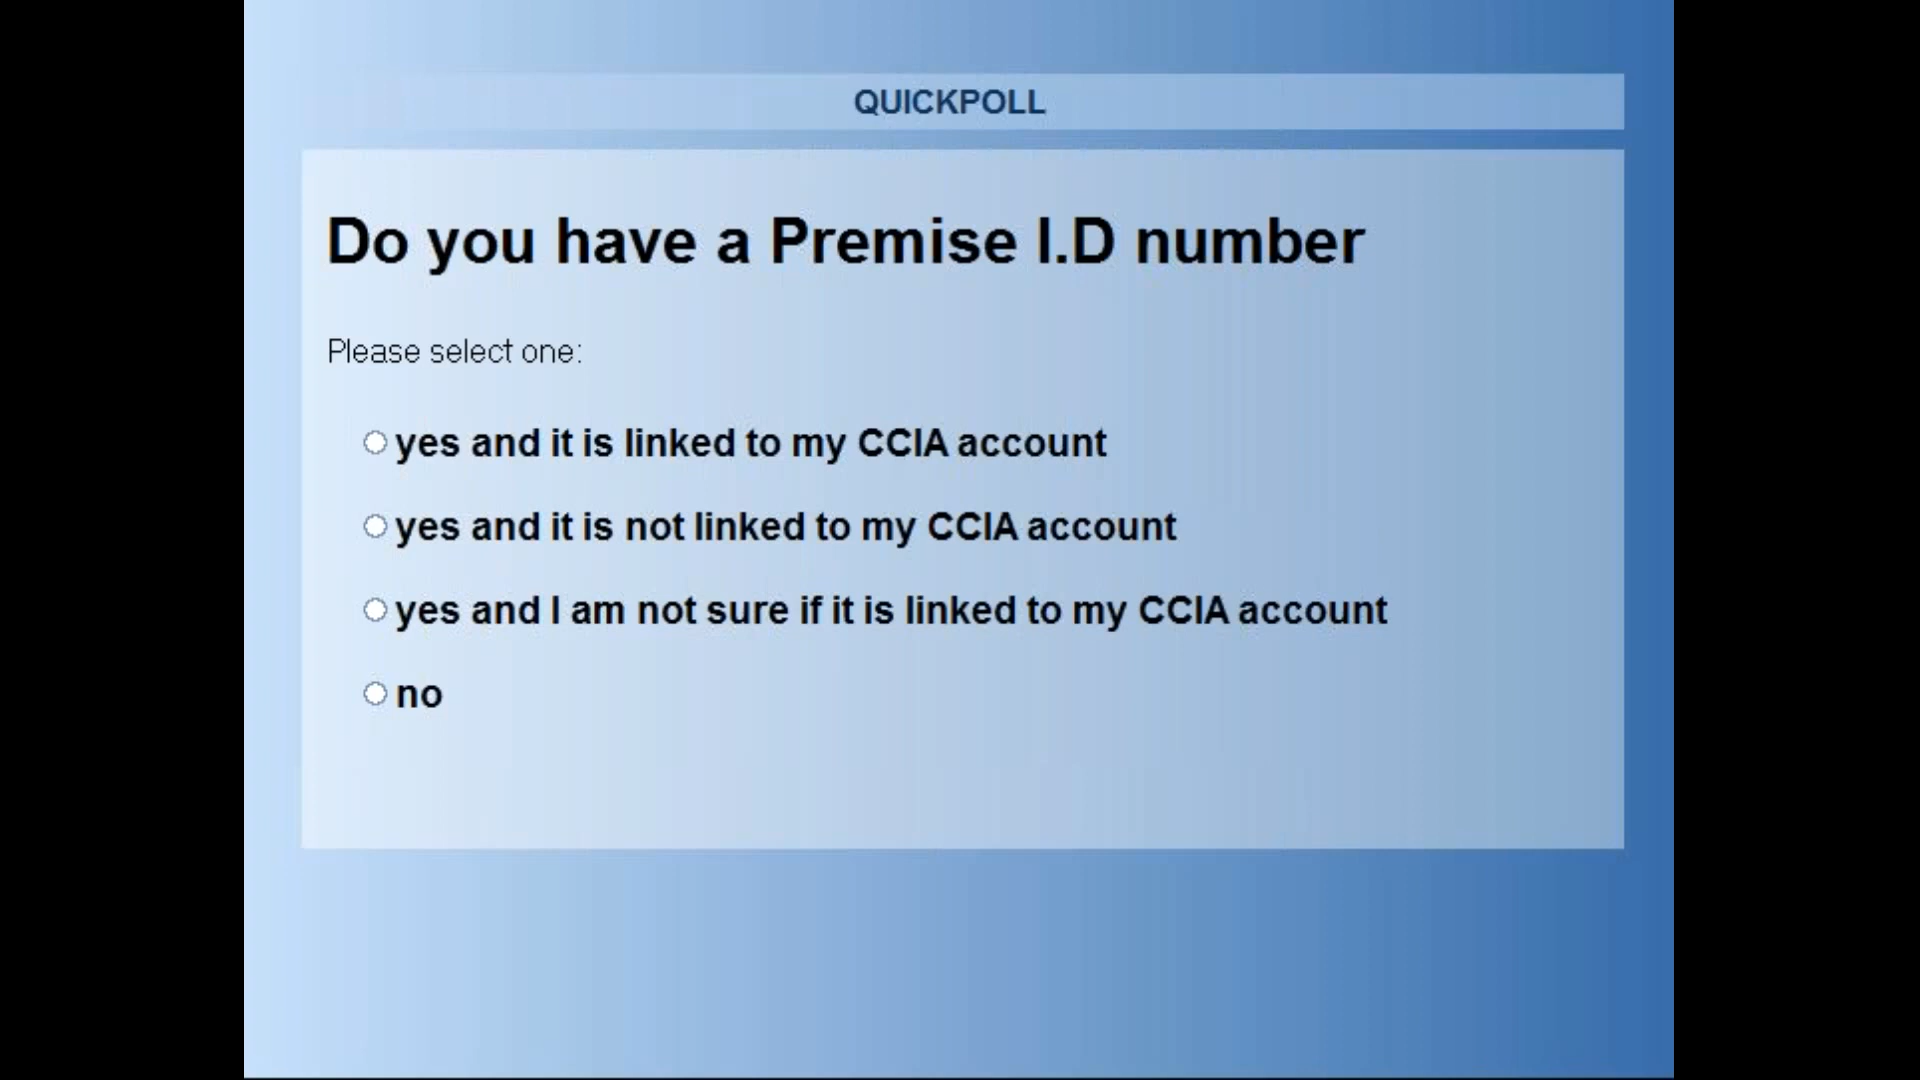 QUICKPOLL
Do you have a Premise I.D number
Please select one:
yes and it is linked to my CCIA account
yes and it is not linked to my CCIA account
yes and I am not sure if it is linked to my CCIA account
no